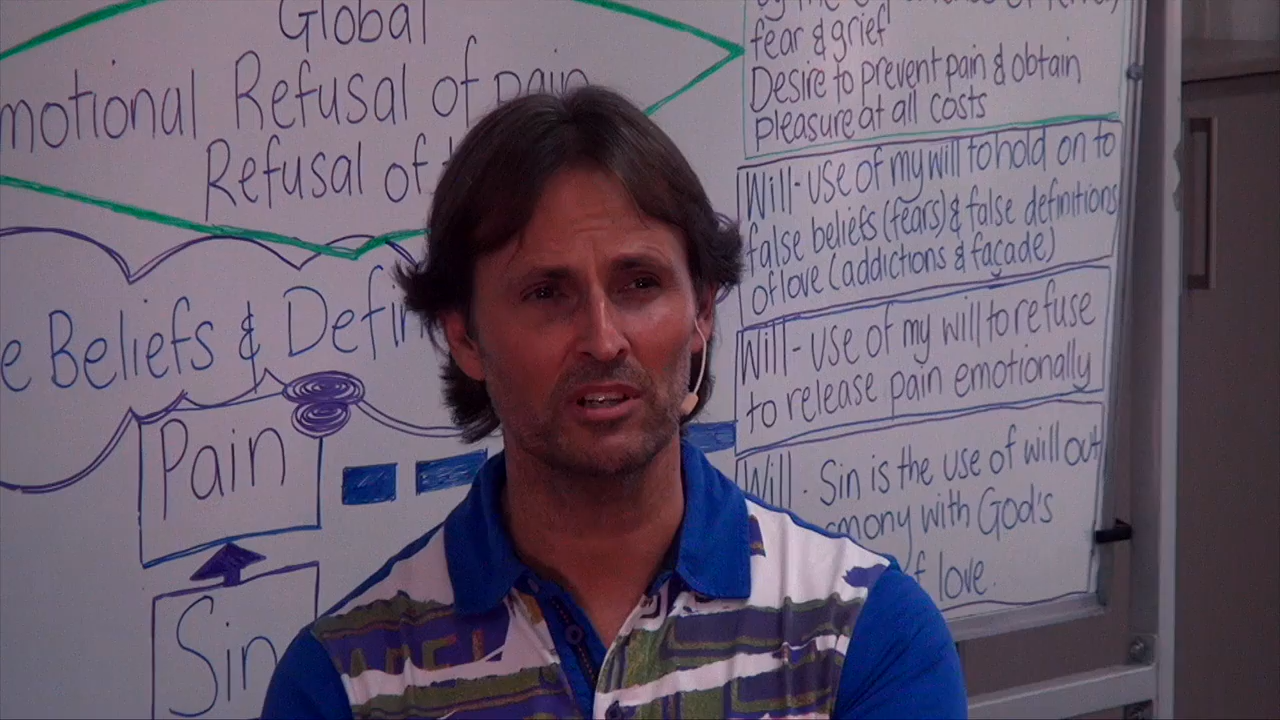 Global
motional Refusal of pain
Refusal of
e Beliefs & Defin
Pain
Sin
fear & grief
Desire to prevent pain & obtain
pleasure at all costs
Will - use of my will to hold on to
false beliefs (fears) & false definitions
of love (addictions & façade)
Will - use of my will to refuse
to release pain emotionally
Will - Sin is the use of will out
mony with God's
f love.